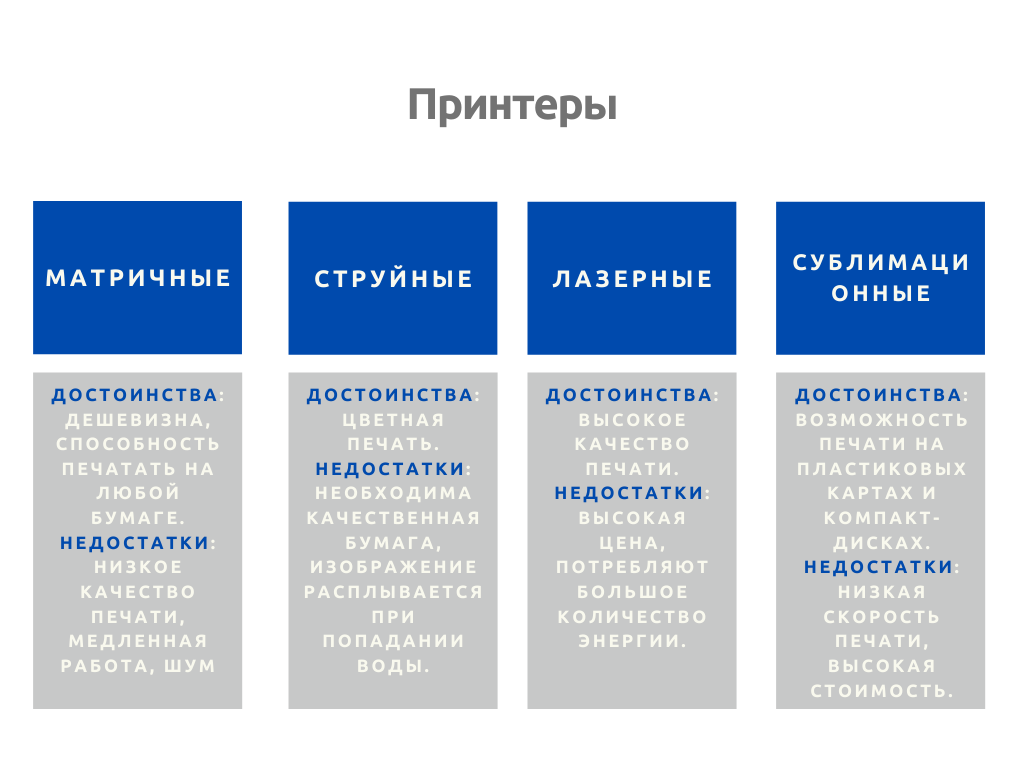 Принтеры
МАТРИЧНЫЕ
ДОСТОИНСТВА:
ДЕШЕВИЗНА,
СПОСОБНОСТЬ
ПЕЧАТАТЬ НА
ЛЮБОЙ
БУМАГЕ.
НЕДОСТАТКИ:
НИЗКОЕ
КАЧЕСТВО
ПЕЧАТИ,
МЕДЛЕННАЯ
РАБОТА, ШУМ
СТРУЙНЫЕ
ДОСТОИНСТВА:
ЦВЕТНАЯ
ПЕЧАТЬ.
НЕДОСТАТКИ:
НЕОБХОДИМА
КАЧЕСТВЕННАЯ
БУМАГА,
ИЗОБРАЖЕНИЕ
РАСПЛЫВАЕТСЯ
ПРИ
ПОПАДАНИИ
ВОДЫ.
ЛАЗЕРНЫЕ
ДОСТОИНСТВА:
ВЫСОКОЕ
КАЧЕСТВО
ПЕЧАТИ.
НЕДОСТАТКИ:
ВЫСОКАЯ
ЦЕНА,
ПОТРЕБЛЯЮТ
БОЛЬШОЕ
КОЛИЧЕСТВО
ЭНЕРГИИ.
СУБЛИМАЦИ
ОННЫЕ
ДОСТОИНСТВА:
ВОЗМОЖНОСТЬ
ПЕЧАТИ НА
ПЛАСТИКОВЫХ
КАРТАХ И
КОМПАКТ-
ДИСКАХ.
НЕДОСТАТКИ:
НИЗКАЯ
СКОРОСТЬ
ПЕЧАТИ,
ВЫСОКАЯ
СТОИМОСТЬ.